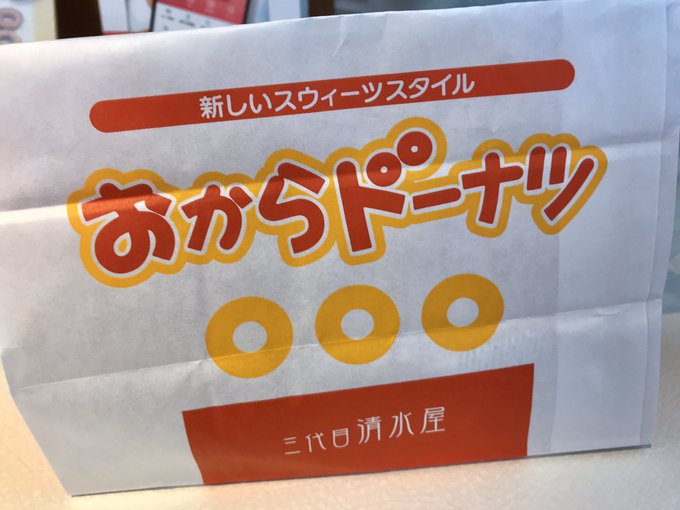 新しいスウィーツスタイル
おからドーナツ
三代目清水屋